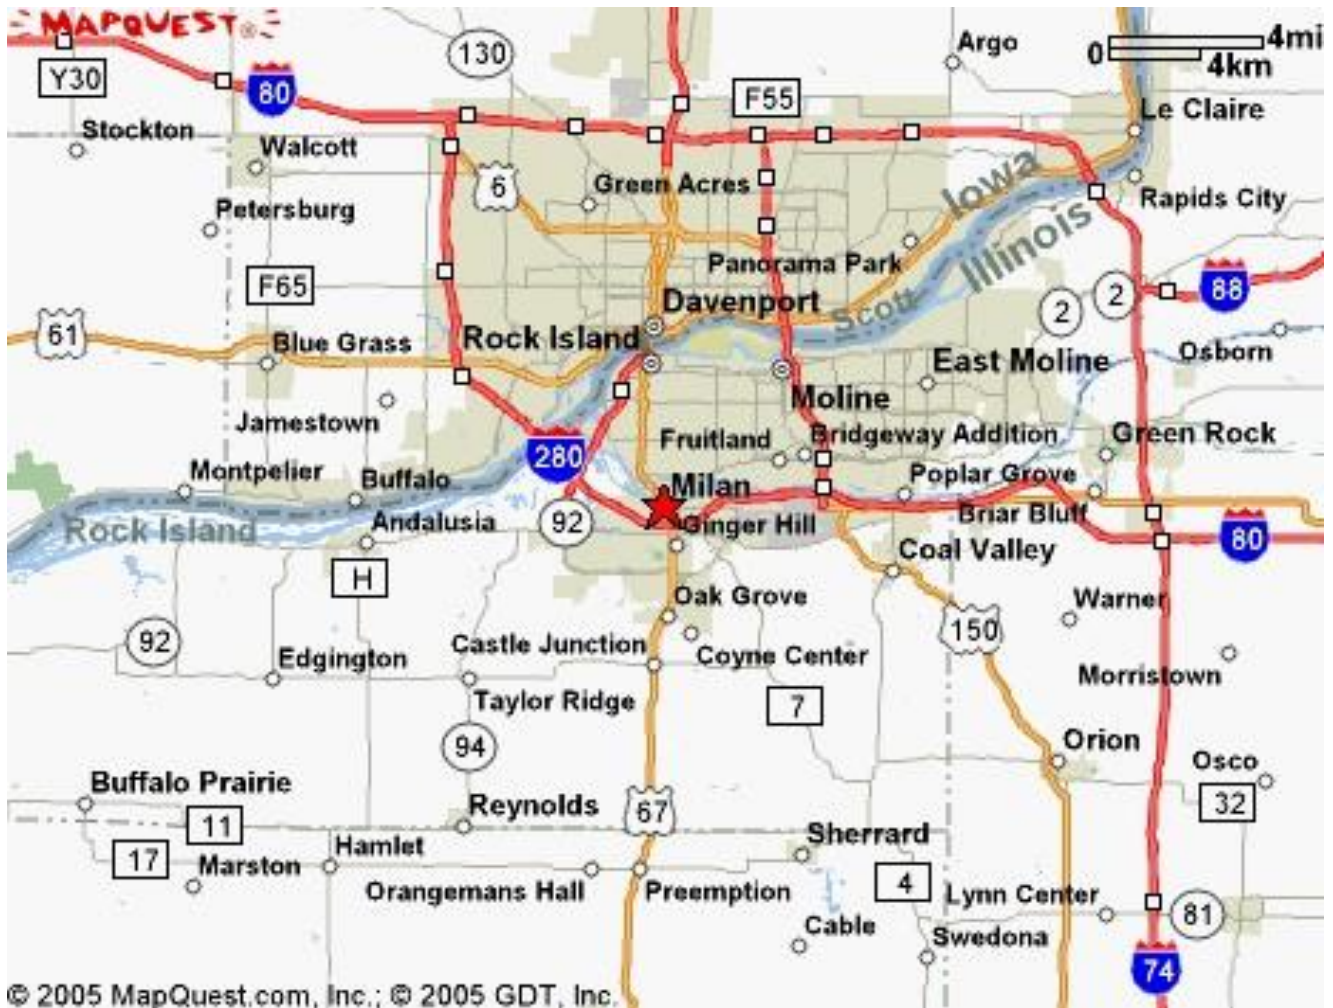 MAPQUEST®
130
Argo
0 4mi
4km
Y30
80
F55
Le Claire
Stockton
Walcott
6
Green Acres
Iowa
Rapids City
Petersburg
Illinois
Panorama Park
F65
Davenport
Scott
2
2
88
61
Blue Grass
Rock Island
East Moline
Osborn
Jamestown
Moline
Fruitland
Bridgeway Addition
Green Rock
280
Montpelier
Buffalo
Milan
Poplar Grove
Rock Island
Andalusia
92
Ginger Hill
Briar Bluff
80
Coal Valley
H
Oak Grove
Warner
92
150
Edgington
Castle Junction
Coyne Center
Morristown
Taylor Ridge
7
94
Orion
Osco
Buffalo Prairie
Reynolds
67
32
11
Sherrard
17
Hamlet
Marston
Orangemans Hall
Preemption
4
Lynn Center
81
Cable
Swedona
74
© 2005 MapQuest.com, Inc.; © 2005 GDT, Inc.